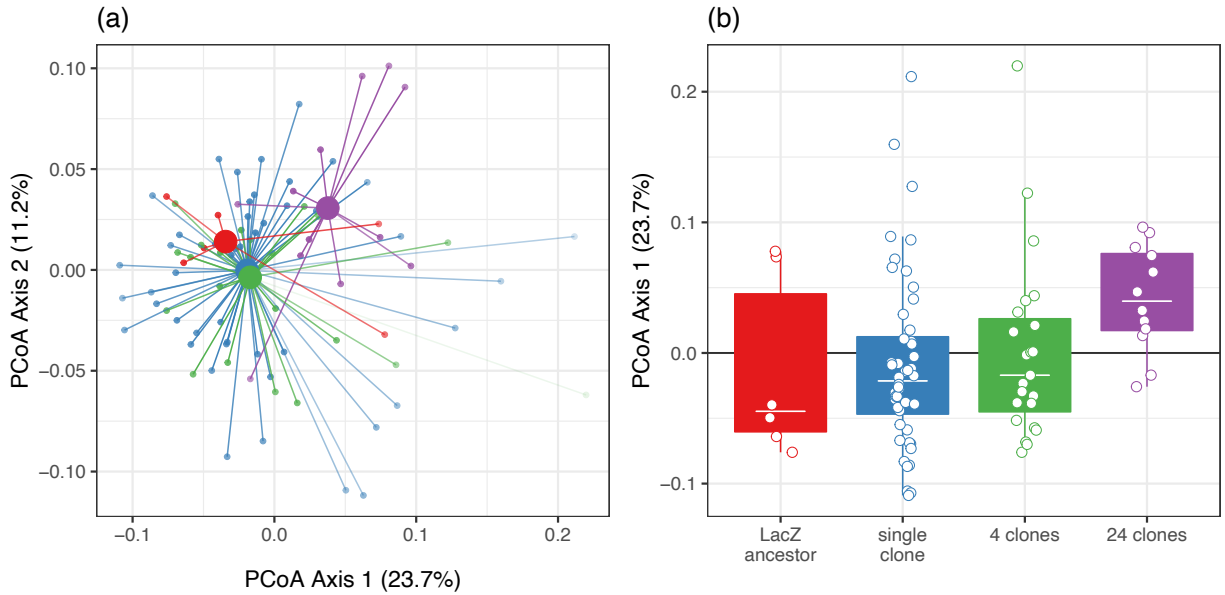 (a)
PCoA Axis 2 (11.2%)
0.10
0.05
0.00
−0.05
−0.10
−0.1
0.0
0.1
0.2
PCoA Axis 1 (23.7%)
(b)
PCoA Axis 1 (23.7%)
0.2
0.1
0.0
−0.1
LacZ
ancestor
single
clone
4 clones
24 clones